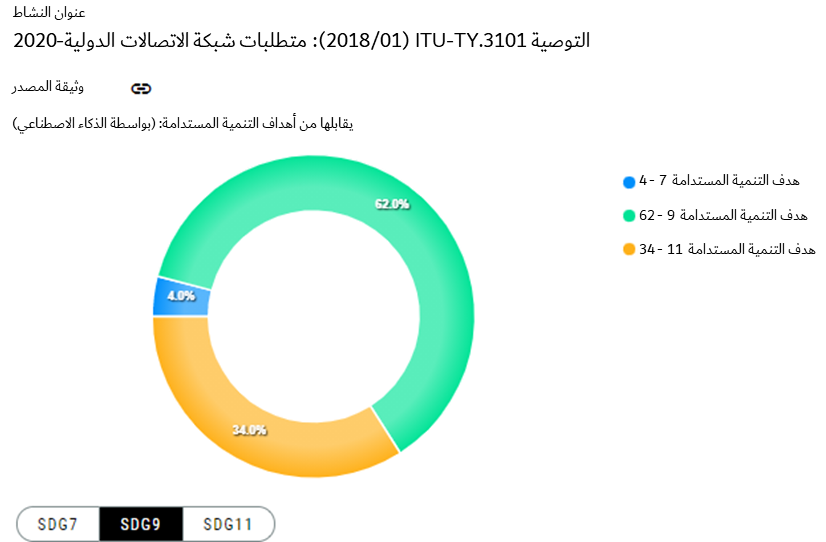 عنوان النشاط
التوصية ITU-TY.3101 (2018/01): متطلبات شبكة الاتصالات الدولية-2020
وثيقة المصدر
يقابلها من أهداف التنمية المستدامة: (بواسطة الذكاء الاصطناعي)
هدف التنمية المستدامة 7 - 4
هدف التنمية المستدامة 9 - 62
هدف التنمية المستدامة 11 - 34
62.0%
4.0%
34.0%
SDG7 SDG9 SDG11